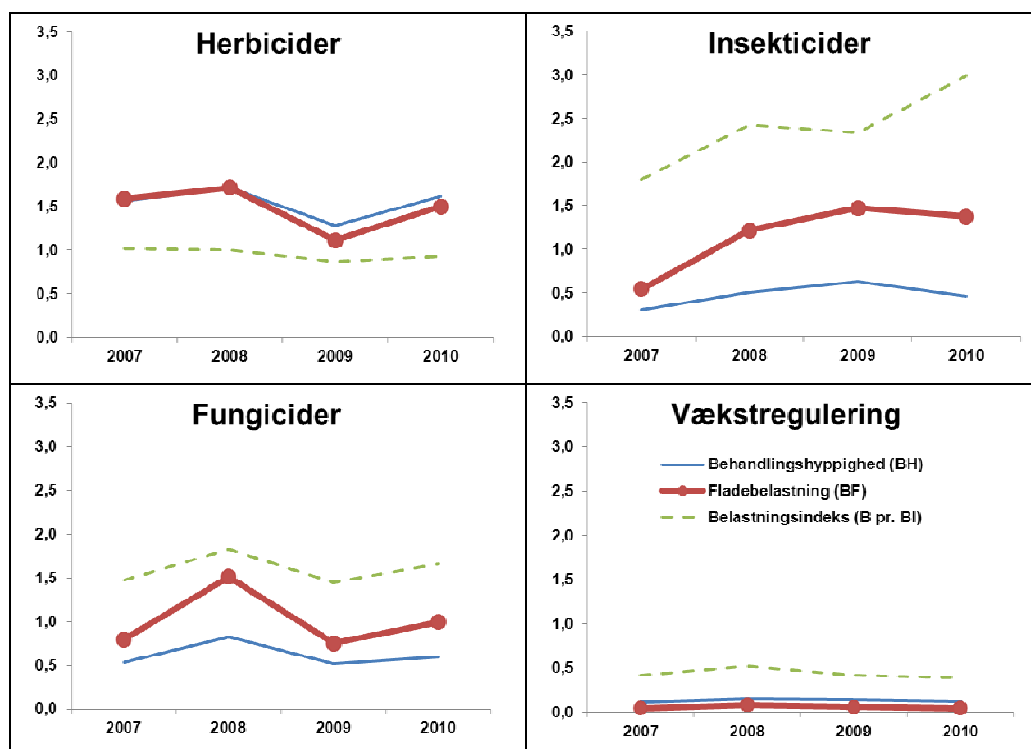 Herbicider
3,5
3,0
2,5
2,0
1,5
1,0
0,5
0,0
2007 2008 2009 2010
Insekticider
3,5
3,0
2,5
2,0
1,5
1,0
0,5
0,0
2007 2008 2009 2010
Fungicider
3,5
3,0
2,5
2,0
1,5
1,0
0,5
0,0
2007 2008 2009 2010
Vækstregulering
3,5
3,0
2,5
2,0
1,5
1,0
0,5
0,0
Behandlingshyppighed (BH)
Fladebelastning (BF)
Belastningsindeks (B pr. BI)
2007 2008 2009 2010